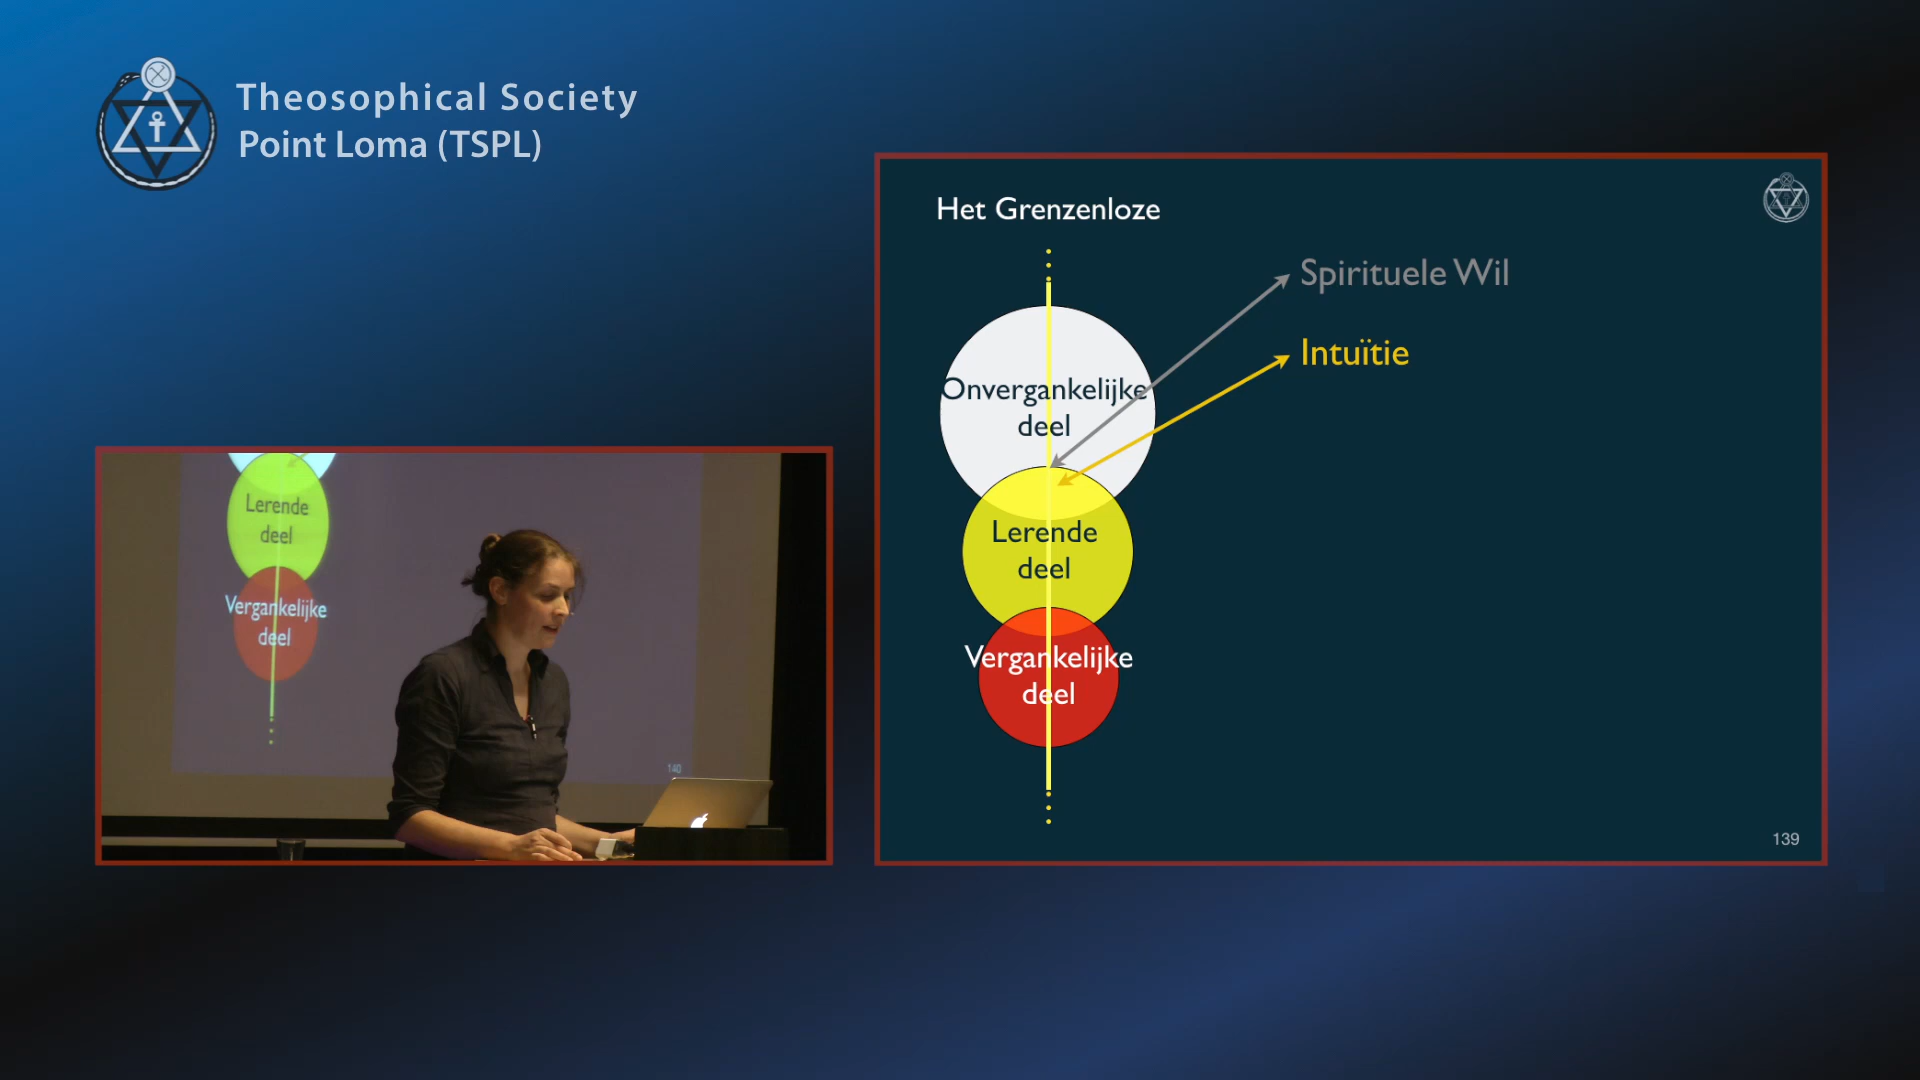 Theosophical Society
Point Loma (TSPL)
Het Grenzenloze
Spirituele Wil
Intuïtie
Onvergankelijke
deel
Lerende
deel
Vergankelijke
deel
139
Lerende
deel
Vergankelijke
deel
140